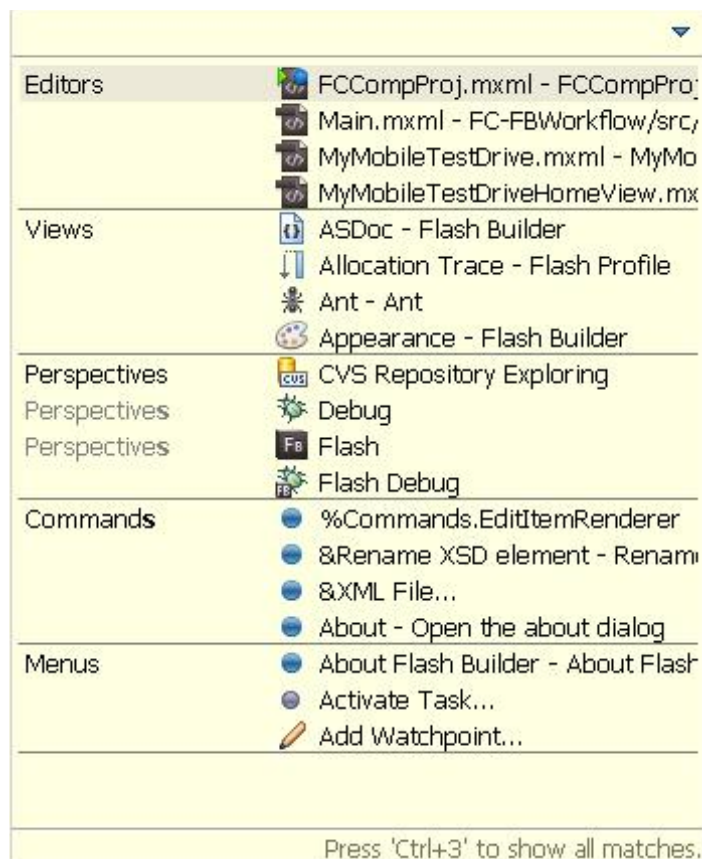 Editors FCCompProj.mxml - FCCompProj
Main.mxml - FC-FBWorkflow/src/
MyMobileTestDrive.mxml - MyMo
MyMobileTestDriveHomeView.mx
Views ASDoc - Flash Builder
Allocation Trace - Flash Profile
Ant - Ant
Appearance - Flash Builder
Perspectives CVS Repository Exploring
Perspectives Debug
Perspectives Flash
Flash Debug
Commands %Commands.EditItemRenderer
&Rename XSD element - Rename
&XML File...
About - Open the about dialog
Menus About Flash Builder - About Flash
Activate Task...
Add Watchpoint...
Press 'Ctrl+3' to show all matches.